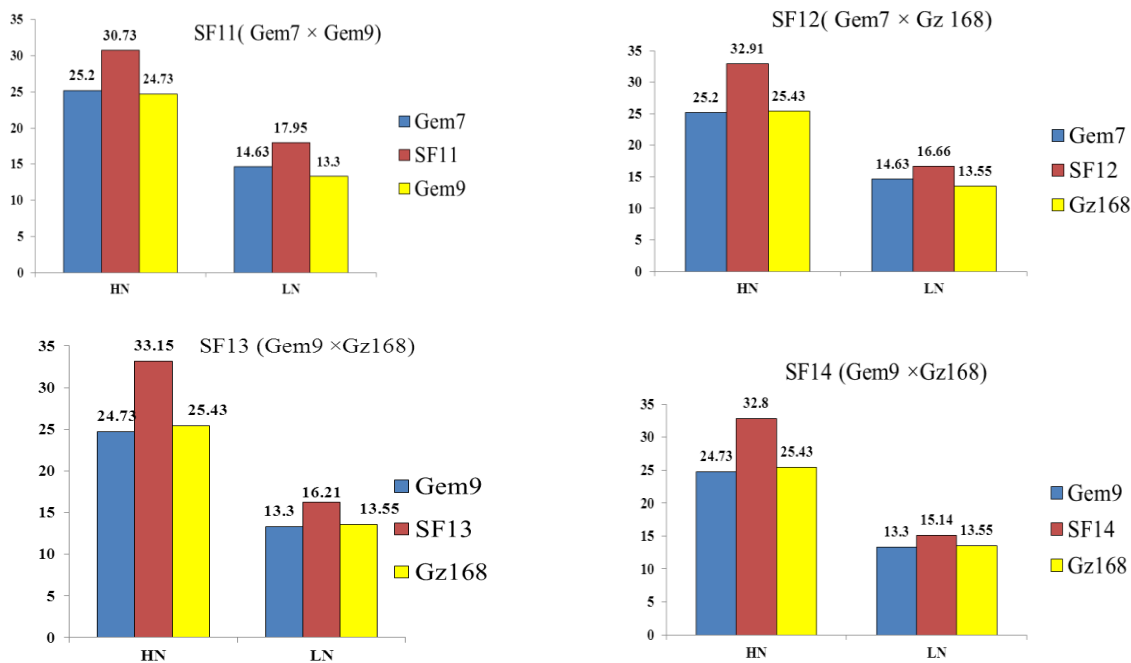 SF11( Gem7 × Gem9)
35
30
25
20
15
10
5
0
30.73
25.2
24.73
17.95
14.63
13.3
HN
LN
Gem7
SF11
Gem9
SF12( Gem7 × Gz 168)
40
35
30
25
20
15
10
5
0
32.91
25.2
25.43
16.66
14.63
13.55
HN
LN
Gem7
SF12
Gz168
SF13 (Gem9 ×Gz168)
35
30
25
20
15
10
5
0
33.15
24.73
25.43
16.21
13.3
13.55
HN
LN
Gem9
SF13
Gz168
SF14 (Gem9 ×Gz168)
35
30
25
20
15
10
5
0
32.8
24.73
25.43
15.14
13.3
13.55
HN
LN
Gem9
SF14
Gz168